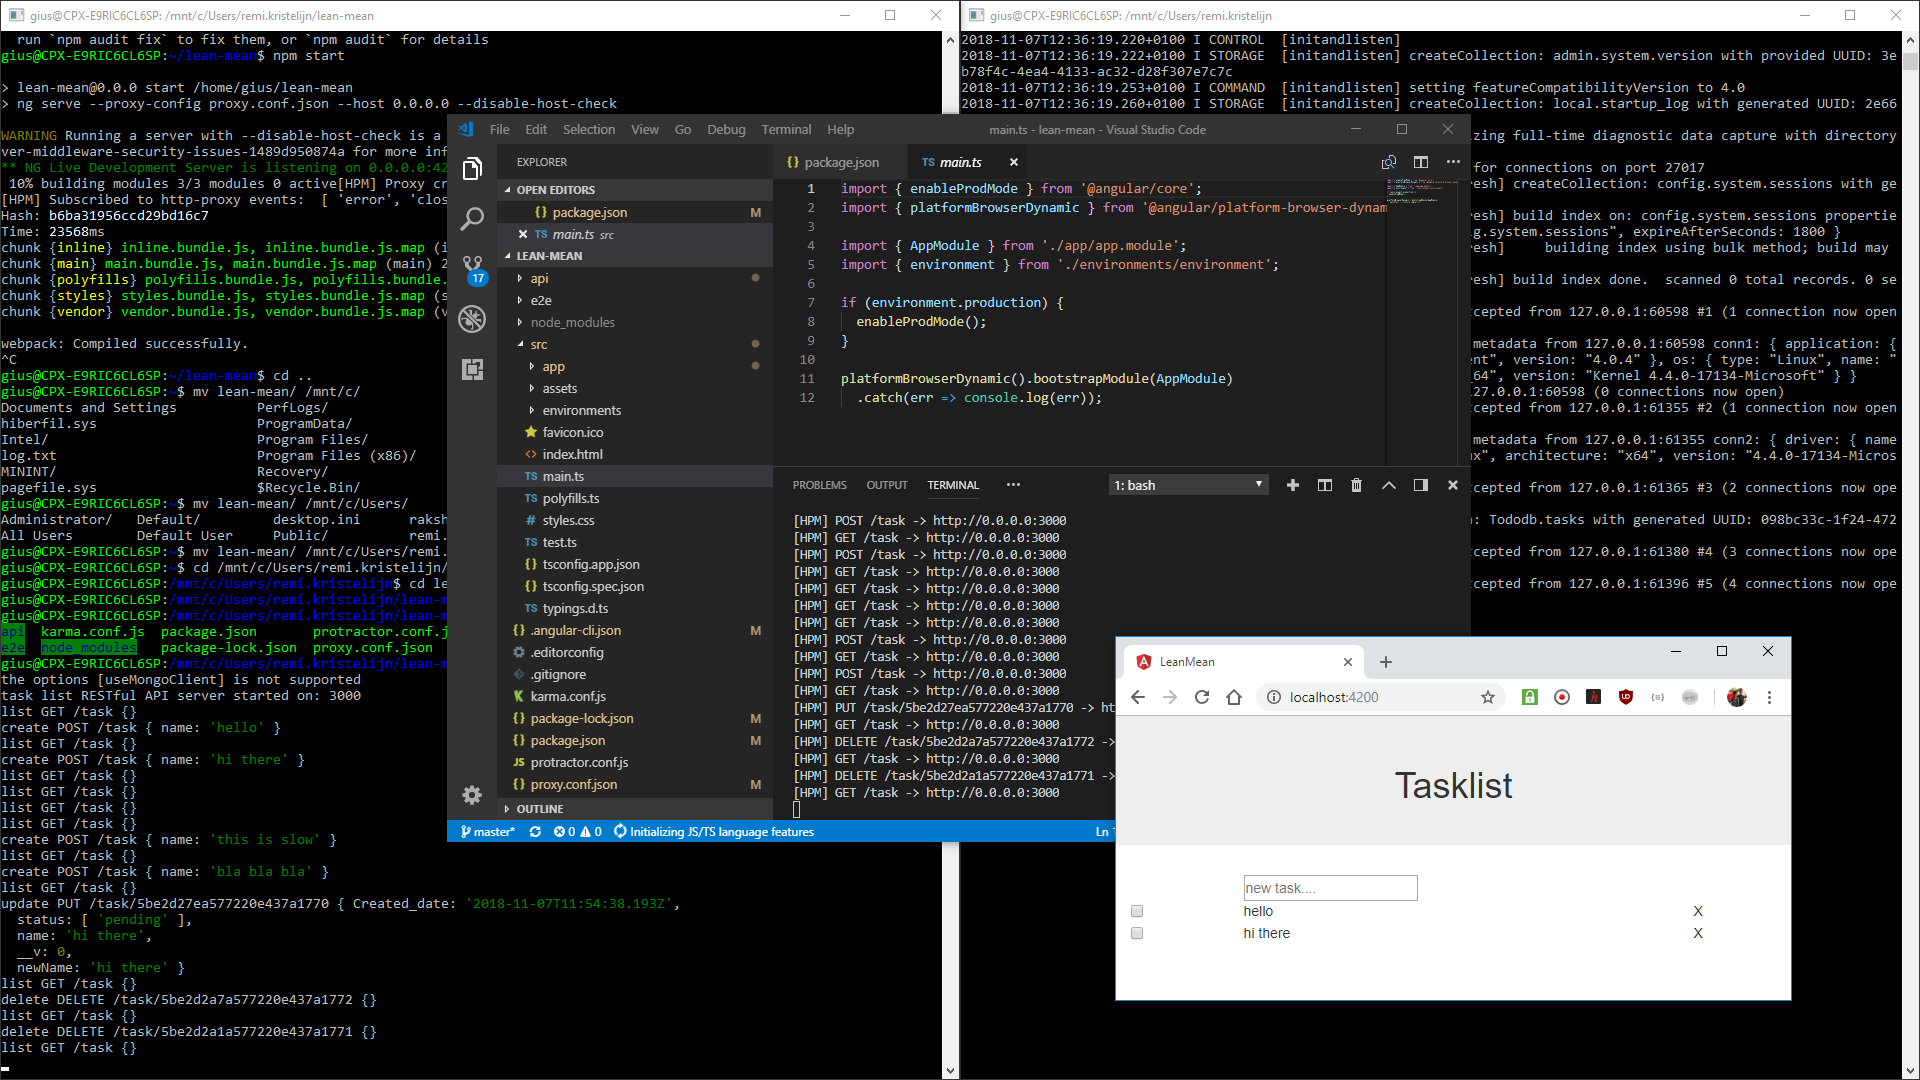 gius@CPX-E9RIC6CL6SP: /mnt/c/Users/remi.kristelijn/lean-mean
run `npm audit fix` to fix them, or `npm audit` for details
gius@CPX-E9RIC6CL6SP:~/lean-mean$ npm start
> lean-mean@0.0.0 start /home/gius/lean-mean
> ng serve --proxy-config proxy.conf.json --host 0.0.0.0 --disable-host-check
WARNING Running a server with --disable-host-check is a
ver-middleware-security-issues-1489d950874a for more inf
** NG Live Development Server is listening on 0.0.0.0:42
10% building modules 3/3 modules 0 active[HPM] Proxy cr
[HPM] Subscribed to http-proxy events:  [ 'error', 'clos
Hash: b6ba31956ccd29bd16c7
Time: 23568ms
chunk {inline} inline.bundle.js, inline.bundle.js.map (i
chunk {main} main.bundle.js, main.bundle.js.map (main) 2
chunk {polyfills} polyfills.bundle.js, polyfills.bundle.
chunk {styles} styles.bundle.js, styles.bundle.js.map (s
chunk {vendor} vendor.bundle.js, vendor.bundle.js.map (v
webpack: Compiled successfully.
^C
gius@CPX-E9RIC6CL6SP:~/lean-mean$ cd ..
gius@CPX-E9RIC6CL6SP:~$ mv lean-mean/ /mnt/c/
Documents and Settings          PerfLogs/
hiberfil.sys                    ProgramData/
Intel/                          Program Files/
log.txt                         Program Files (x86)/
MININT/                         Recovery/
pagefile.sys                    $Recycle.Bin/
gius@CPX-E9RIC6CL6SP:~$ mv lean-mean/ /mnt/c/Users/
Administrator/   Default/         desktop.ini      raksh
All Users        Default User     Public/          remi.
gius@CPX-E9RIC6CL6SP:~$ mv lean-mean/ /mnt/c/Users/remi.
gius@CPX-E9RIC6CL6SP:~$ cd /mnt/c/Users/remi.kristelijn/
gius@CPX-E9RIC6CL6SP:/mnt/c/Users/remi.kristelijn$ cd le
gius@CPX-E9RIC6CL6SP:/mnt/c/Users/remi.kristelijn/lean-m
gius@CPX-E9RIC6CL6SP:/mnt/c/Users/remi.kristelijn/lean-m
api  karma.conf.js  package.json       protractor.conf.j
e2e  node_modules   package-lock.json  proxy.conf.json
gius@CPX-E9RIC6CL6SP:/mnt/c/Users/remi.kristelijn/lean-m
the options [useMongoClient] is not supported
task list RESTful API server started on: 3000
list GET /task {}
create POST /task { name: 'hello' }
list GET /task {}
create POST /task { name: 'hi there' }
list GET /task {}
list GET /task {}
list GET /task {}
list GET /task {}
create POST /task { name: 'this is slow' }
list GET /task {}
create POST /task { name: 'bla bla bla' }
list GET /task {}
update PUT /task/5be2d27ea577220e437a1770 { Created_date: '2018-11-07T11:54:38.193Z',
status: [ 'pending' ],
name: 'hi there',
__v: 0,
newName: 'hi there' }
list GET /task {}
delete DELETE /task/5be2d2a7a577220e437a1772 {}
list GET /task {}
delete DELETE /task/5be2d2a1a577220e437a1771 {}
list GET /task {}
gius@CPX-E9RIC6CL6SP: /mnt/c/Users/remi.kristelijn
2018-11-07T12:36:19.220+0100 I CONTROL  [initandlisten]
2018-11-07T12:36:19.222+0100 I STORAGE  [initandlisten] createCollection: admin.system.version with provided UUID: 3e
b78f4c-4ea4-4133-ac32-d28f307e7c7c
2018-11-07T12:36:19.253+0100 I COMMAND  [initandlisten] setting featureCompatibilityVersion to 4.0
2018-11-07T12:36:19.260+0100 I STORAGE  [initandlisten] createCollection: local.startup_log with generated UUID: 2e66
izing full-time diagnostic data capture with directory
for connections on port 27017
resh] createCollection: config.system.sessions with ge
resh] build index on: config.system.sessions propertie
ig.system.sessions", expireAfterSeconds: 1800 }
resh]     building index using bulk method; build may
resh] build index done.  scanned 0 total records. 0 se
ccepted from 127.0.0.1:60598 #1 (1 connection now open
metadata from 127.0.0.1:60598 conn1: { application: {
ent", version: "4.0.4" }, os: { type: "Linux", name: "
_64", version: "Kernel 4.4.0-17134-Microsoft" } }
127.0.0.1:60598 (0 connections now open)
ccepted from 127.0.0.1:61355 #2 (1 connection now open
metadata from 127.0.0.1:61355 conn2: { driver: { name
ux", architecture: "x64", version: "4.4.0-17134-Micros
ccepted from 127.0.0.1:61365 #3 (2 connections now ope
: Tododb.tasks with generated UUID: 098bc33c-1f24-472
ccepted from 127.0.0.1:61380 #4 (3 connections now ope
ccepted from 127.0.0.1:61396 #5 (4 connections now ope
File Edit Selection View Go Debug Terminal Help
main.ts - lean-mean - Visual Studio Code
EXPLORER
OPEN EDITORS
{} package.json M
TS main.ts src
LEAN-MEAN
api
e2e
node_modules
src
app
assets
environments
favicon.ico
<> index.html
TS main.ts
TS polyfills.ts
# styles.css
TS test.ts
{} tsconfig.app.json
{} tsconfig.spec.json
TS typings.d.ts
{} .angular-cli.json M
.editorconfig
.gitignore
K karma.conf.js
{} package-lock.json M
{} package.json M
JS protractor.conf.js
{} proxy.conf.json M
OUTLINE
17
{} package.json
TS main.ts
1 import { enableProdMode } from '@angular/core';
2 import { platformBrowserDynamic } from '@angular/platform-browser-dynam
3
4 import { AppModule } from './app/app.module';
5 import { environment } from './environments/environment';
6
7 if (environment.production) {
8 enableProdMode();
9 }
10
11 platformBrowserDynamic().bootstrapModule(AppModule)
12 .catch(err => console.log(err));
PROBLEMS OUTPUT TERMINAL ••• 1: bash
[HPM] POST /task -> http://0.0.0.0:3000
[HPM] GET /task -> http://0.0.0.0:3000
[HPM] POST /task -> http://0.0.0.0:3000
[HPM] GET /task -> http://0.0.0.0:3000
[HPM] GET /task -> http://0.0.0.0:3000
[HPM] GET /task -> http://0.0.0.0:3000
[HPM] GET /task -> http://0.0.0.0:3000
[HPM] POST /task -> http://0.0.0.0:3000
[HPM] GET /task -> http://0.0.0.0:3000
[HPM] POST /task -> http://0.0.0.0:3000
[HPM] GET /task -> http://0.0.0.0:3000
[HPM] PUT /task/5be2d27ea577220e437a1770 -> ht
[HPM] GET /task -> http://0.0.0.0:3000
[HPM] DELETE /task/5be2d2a7a577220e437a1772 ->
[HPM] GET /task -> http://0.0.0.0:3000
[HPM] DELETE /task/5be2d2a1a577220e437a1771 ->
[HPM] GET /task -> http://0.0.0.0:3000
master* 0 0 Initializing JS/TS language features Ln 1
LeanMean
localhost:4200
Tasklist
new task....
hello X
hi there X